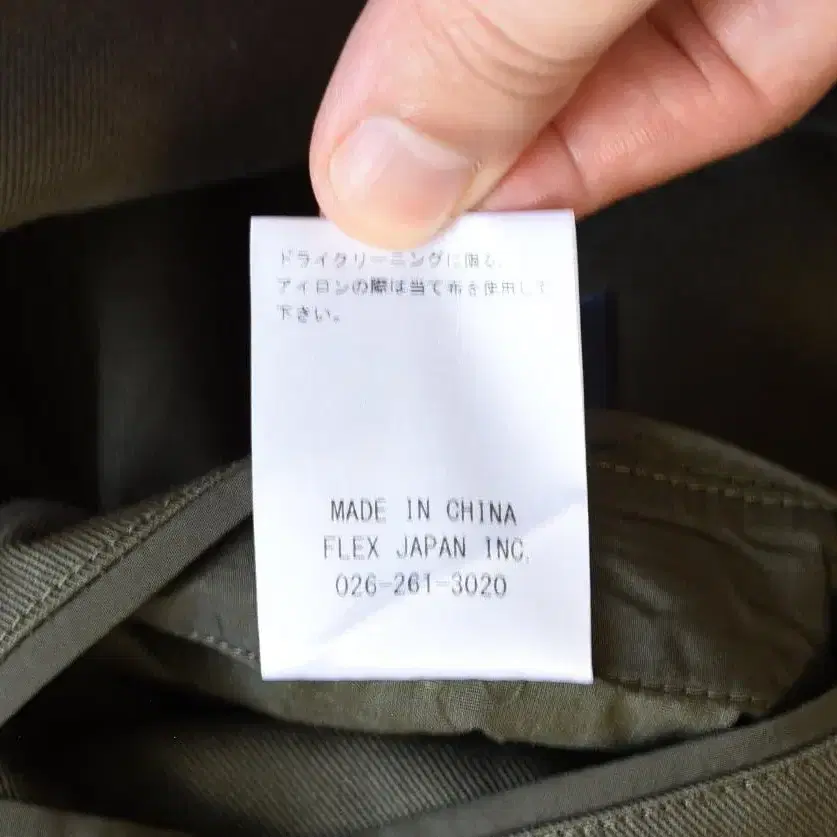 ドライクリーニングに限る。
アイロンの際は当て布を使用して
下さい。
MADE IN CHINA
FLEX JAPAN INC.
026-261-3020